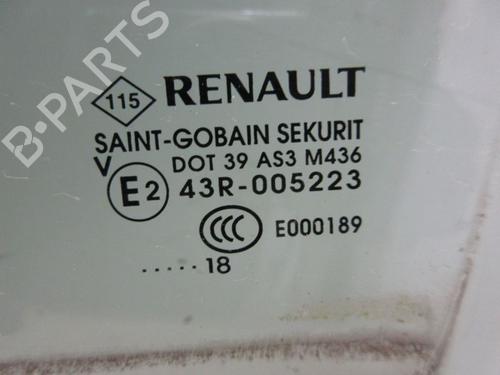 115 RENAULT
SAINT-GOBAIN SEKURIT
V DOT 39 AS3 M436
E2 43R-005223
CCC E000189
.....18
B-PARTS